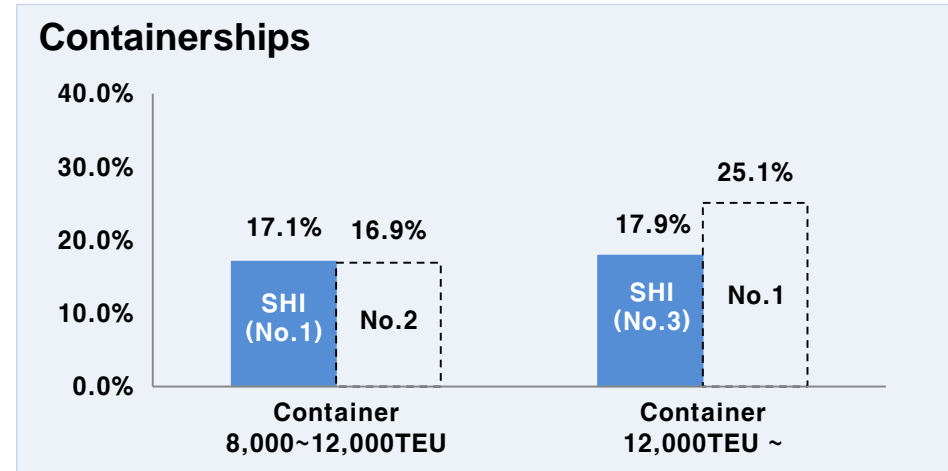 Containerships
40.0%
30.0%
20.0%
10.0%
0.0%
17.1%
16.9%
17.9%
25.1%
SHI
(No.1)
No.2
SHI
(No.3)
No.1
Container
8,000~12,000TEU
Container
12,000TEU ~